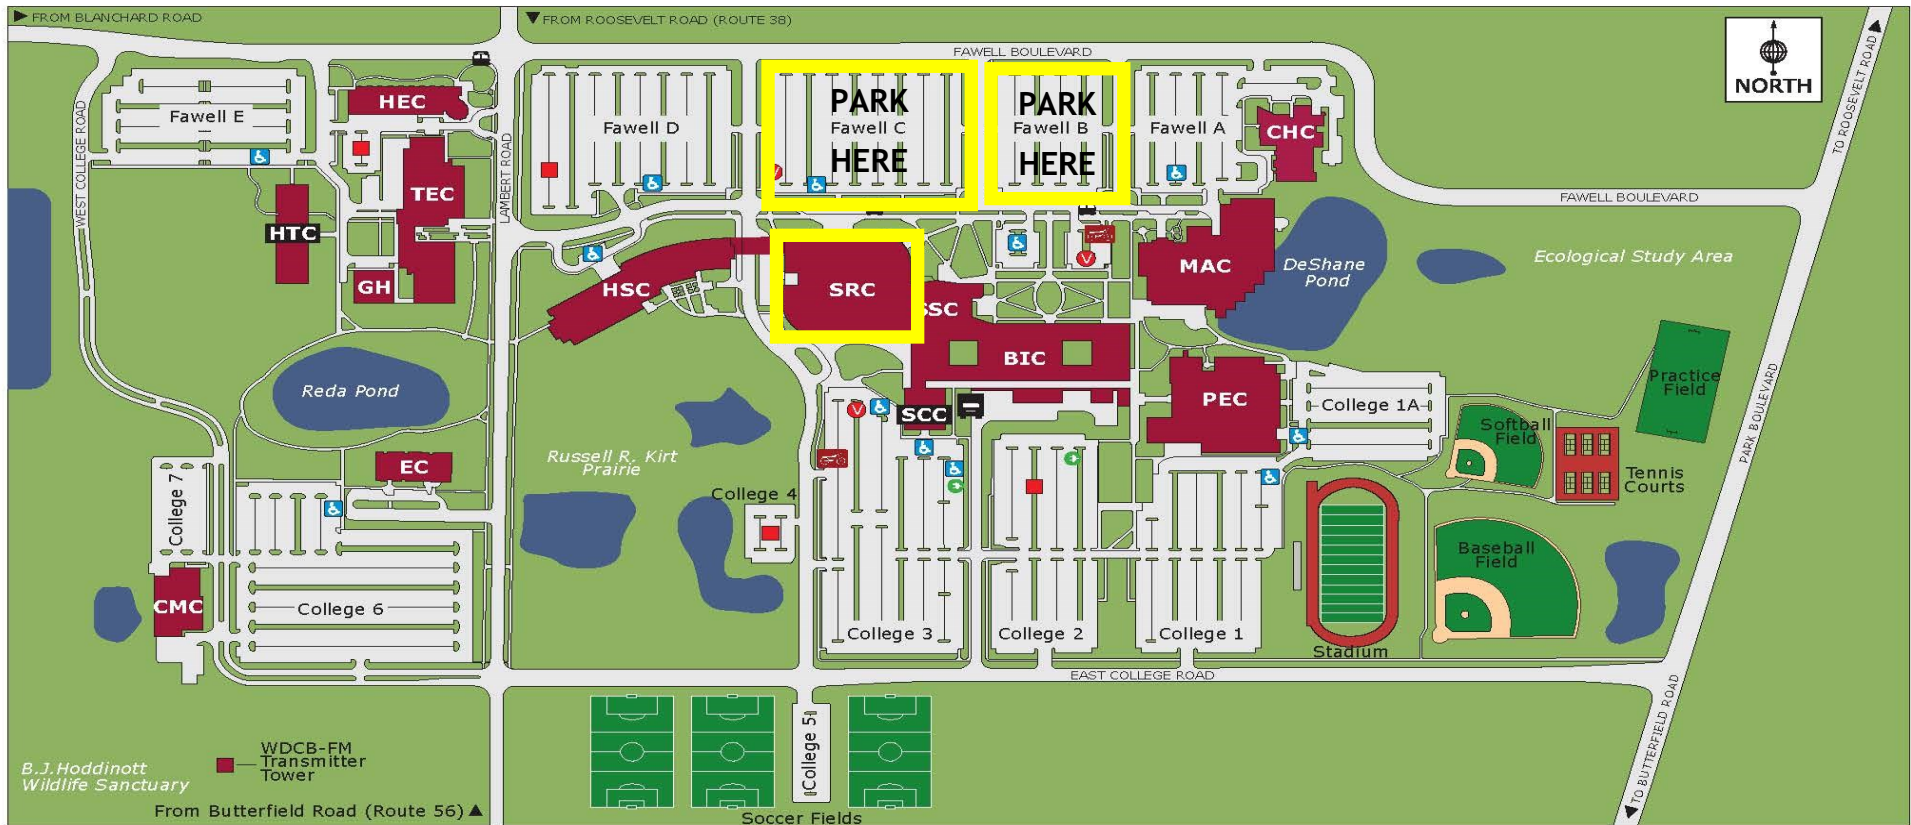 FROM BLANCHARD ROAD
FROM ROOSEVELT ROAD (ROUTE 38)
FAWELL BOULEVARD
TO ROOSEVELT ROAD
NORTH
WEST COLLEGE ROAD
LAMBERT ROAD
Fawell E
HEC
Fawell D
PARK
Fawell C
HERE
PARK
Fawell B
HERE
Fawell A
CHC
TEC
FAWELL BOULEVARD
HTC
GH
HSC
SRC
SSC
V
MAC
DeShane
Pond
Ecological Study Area
BIC
Reda Pond
PEC
College 1A
Practice
Field
PARK BOULEVARD
V
SCC
Softball
Field
Russell R. Kirt
Prairie
EC
College 7
College 4
Tennis
Courts
Baseball
Field
CMC
College 6
College 3
College 2
College 1
Stadium
EAST COLLEGE ROAD
TO BUTTERFIELD ROAD
College 5
WDCB-FM
Transmitter
Tower
B.J.Hoddinott
Wildlife Sanctuary
From Butterfield Road (Route 56)
Soccer Fields